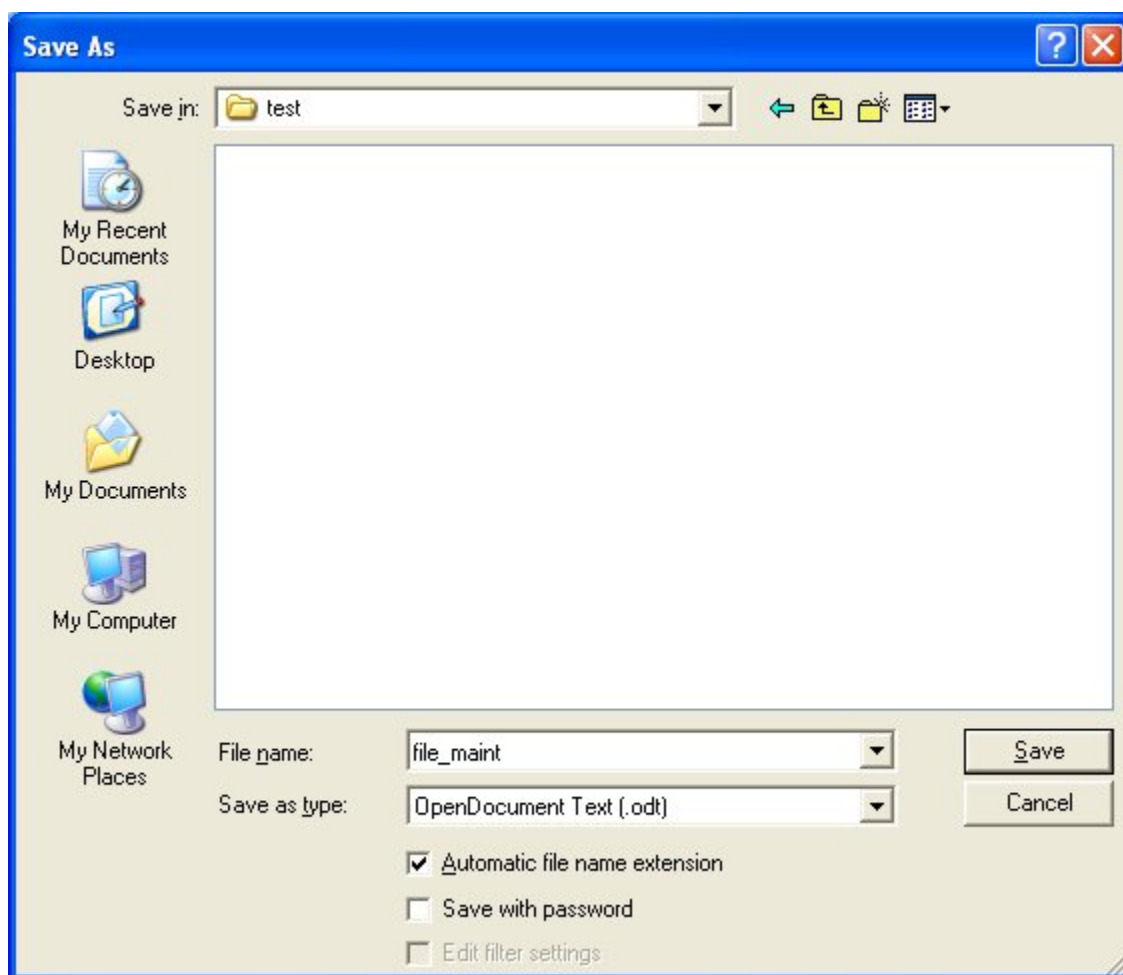 Save As
Save in: test
My Recent
Documents
Desktop
My Documents
My Computer
My Network
Places
File name: file_maint Save
Save as type: OpenDocument Text (.odt) Cancel
Automatic file name extension
Save with password
Edit filter settings